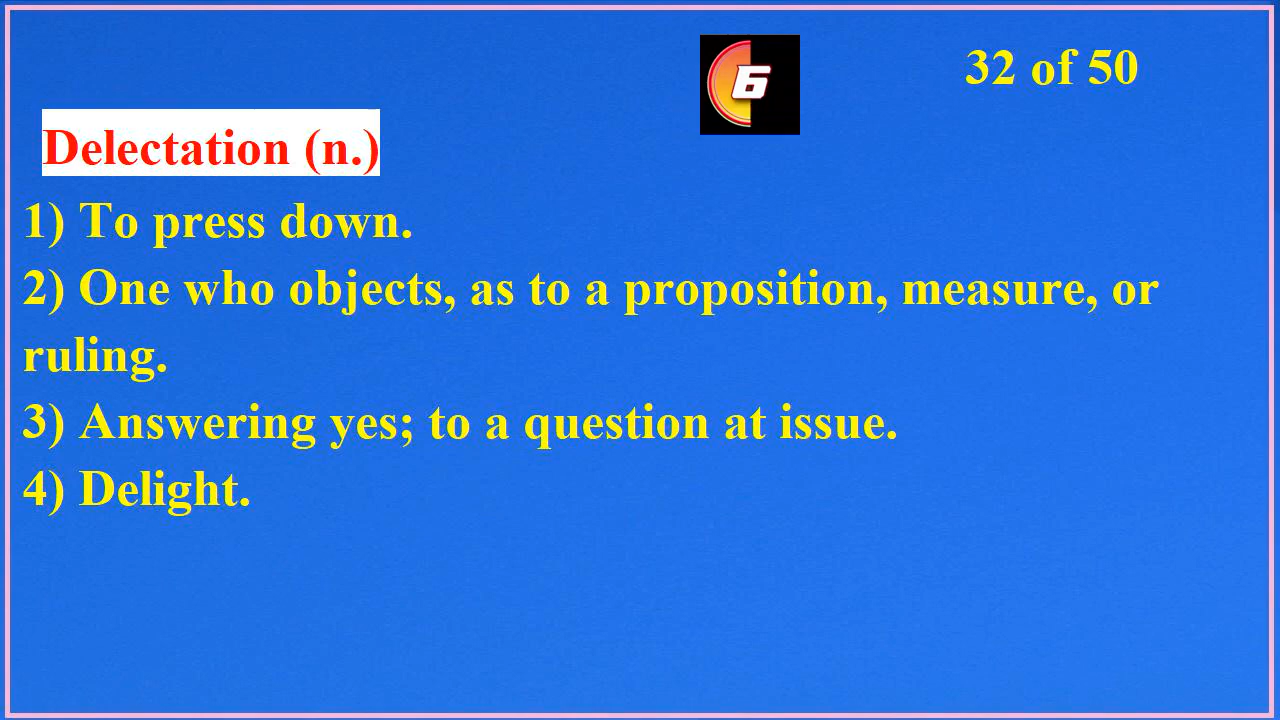 32 of 50
6
Delectation (n.)
1) To press down.
2) One who objects, as to a proposition, measure, or
ruling.
3) Answering yes; to a question at issue.
4) Delight.